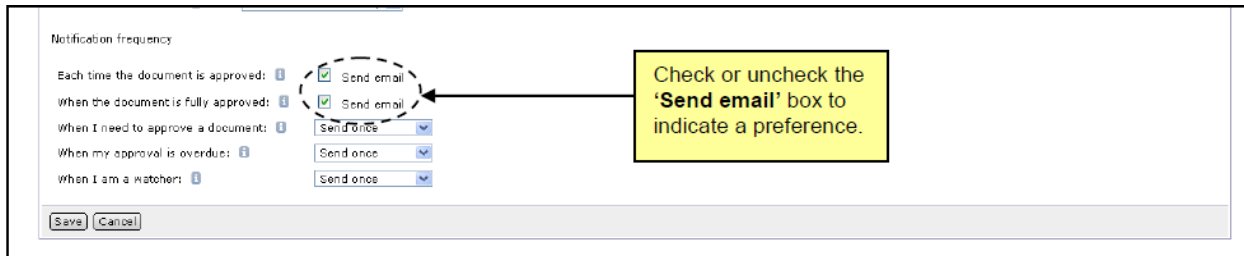 Notification frequency
Each time the document is approved: Send email
When the document is fully approved: Send email
When I need to approve a document: Send once
When my approval is overdue: Send once
When I am a watcher: Send once
Save Cancel
Check or uncheck the
‘Send email’ box to
indicate a preference.